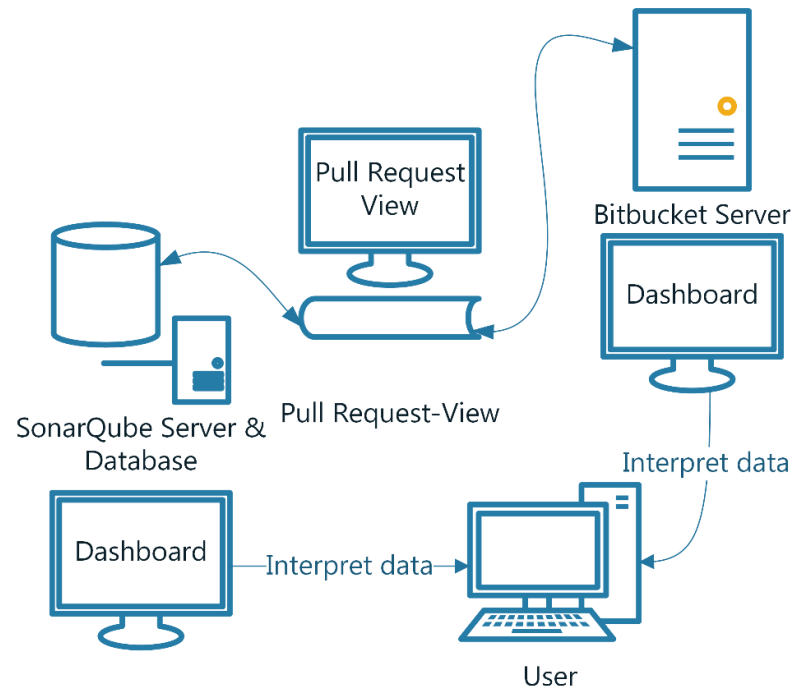 Pull Request
View
Bitbucket Server
Dashboard
Pull Request-View
SonarQube Server &
Database
Interpret data
Dashboard
Interpret data
User